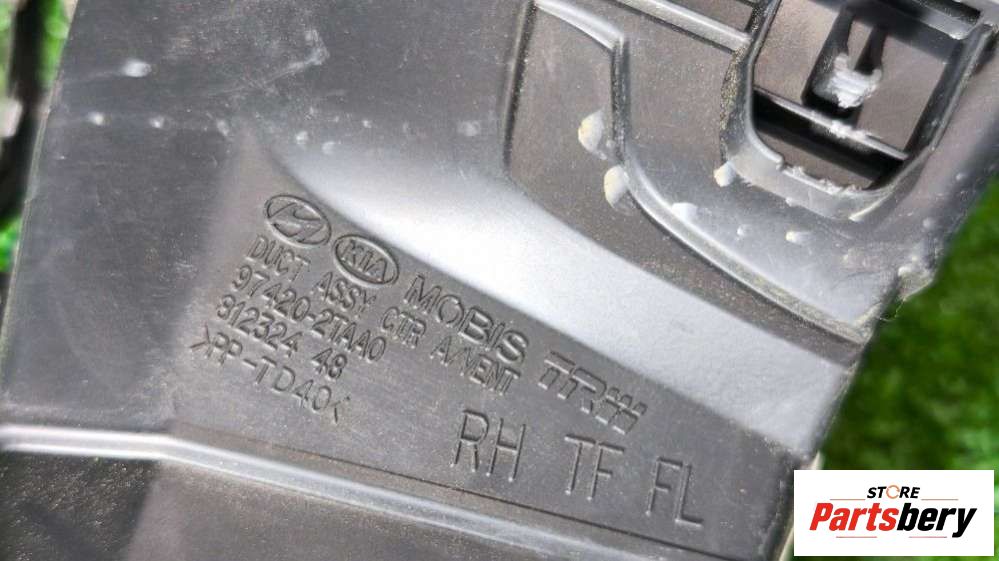 KIA MOBIS TRW
DUCT ASSY CTR A/VENT
97420-2TAA0
812324 48
>PP-TD40<
RH TF FL
STORE
Partsbery